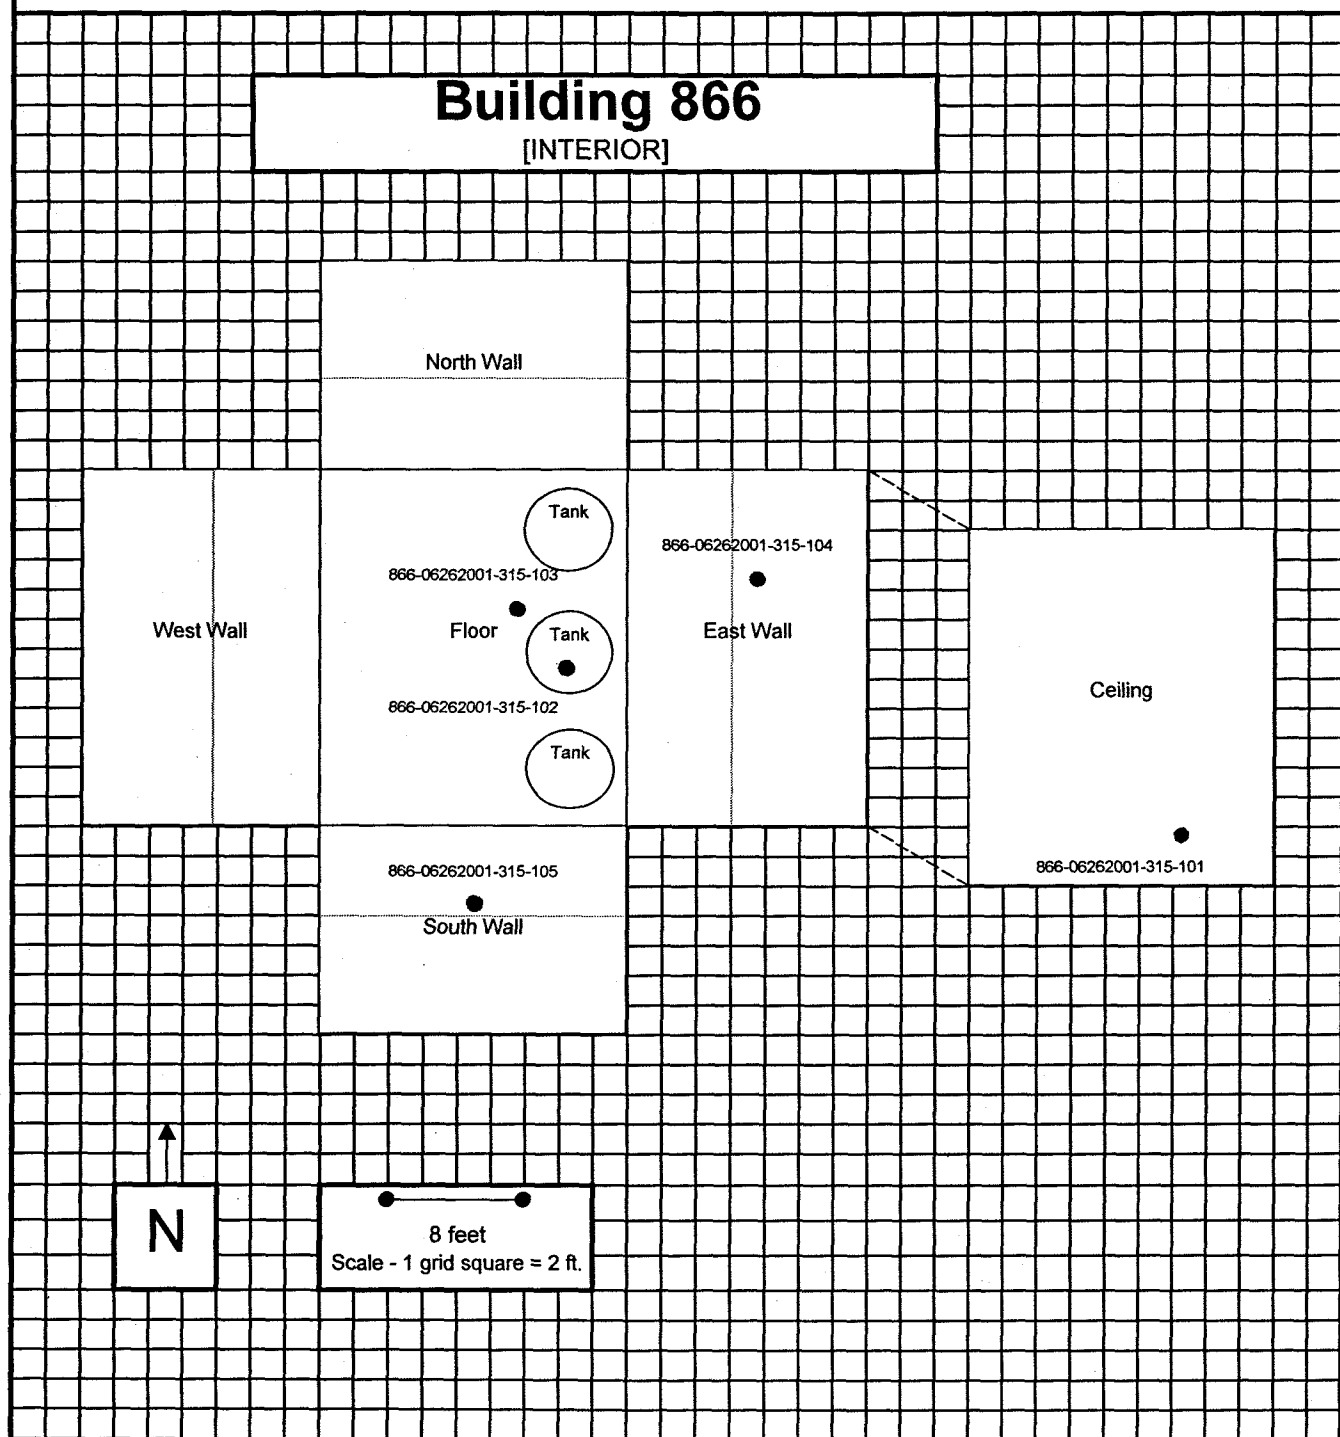 Building 866
[INTERIOR]
North Wall
Tank
866-06262001-315-104
866-06262001-315-103
West Wall
Floor
Tank
East Wall
Ceiling
866-06262001-315-102
Tank
866-06262001-315-101
866-06262001-315-105
South Wall
N
8 feet
Scale - 1 grid square = 2 ft.